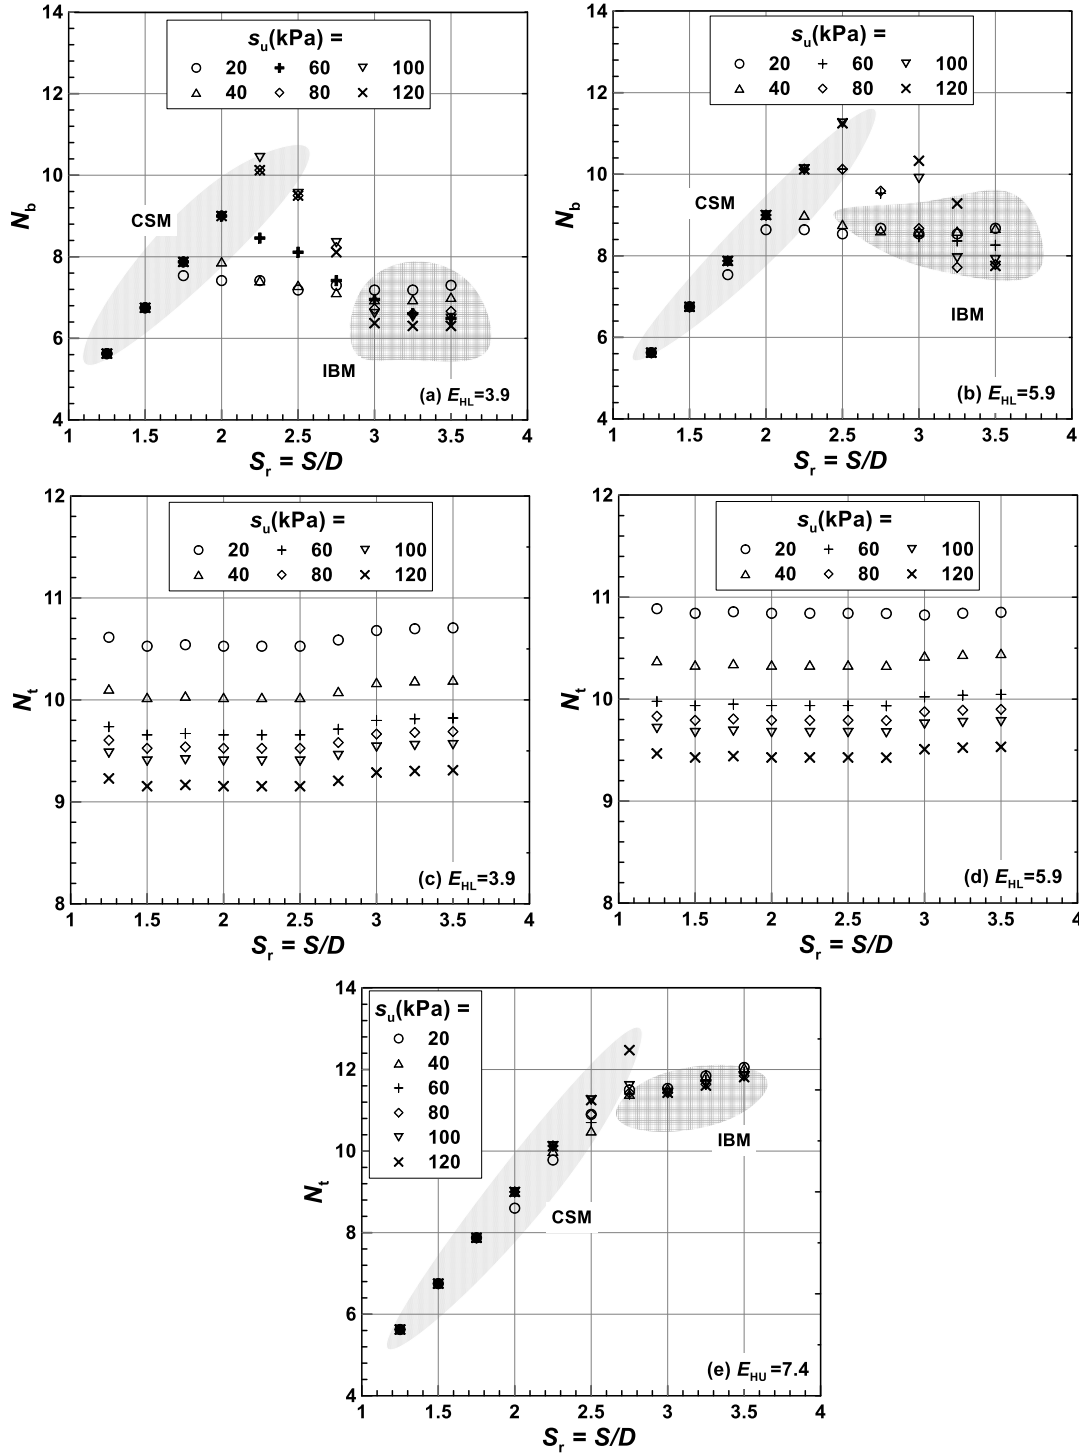 s_u(kPa) =
20 60 100
40 80 120
14
12
10
8
6
4
N_b
CSM
IBM
(a) E_HL=3.9
1 1.5 2 2.5 3 3.5 4
S_r = S/D
s_u(kPa) =
20 60 100
40 80 120
14
12
10
8
6
4
N_b
CSM
IBM
(b) E_HL=5.9
1 1.5 2 2.5 3 3.5 4
S_r = S/D
s_u(kPa) =
20 60 100
40 80 120
12
11
10
9
8
N_t
(c) E_HL=3.9
1 1.5 2 2.5 3 3.5 4
S_r = S/D
s_u(kPa) =
20 60 100
40 80 120
12
11
10
9
8
N_t
(d) E_HL=5.9
1 1.5 2 2.5 3 3.5 4
S_r = S/D
s_u(kPa) =
20
40
60
80
100
120
14
12
10
8
6
4
N_t
IBM
CSM
(e) E_HU=7.4
1 1.5 2 2.5 3 3.5 4
S_r = S/D